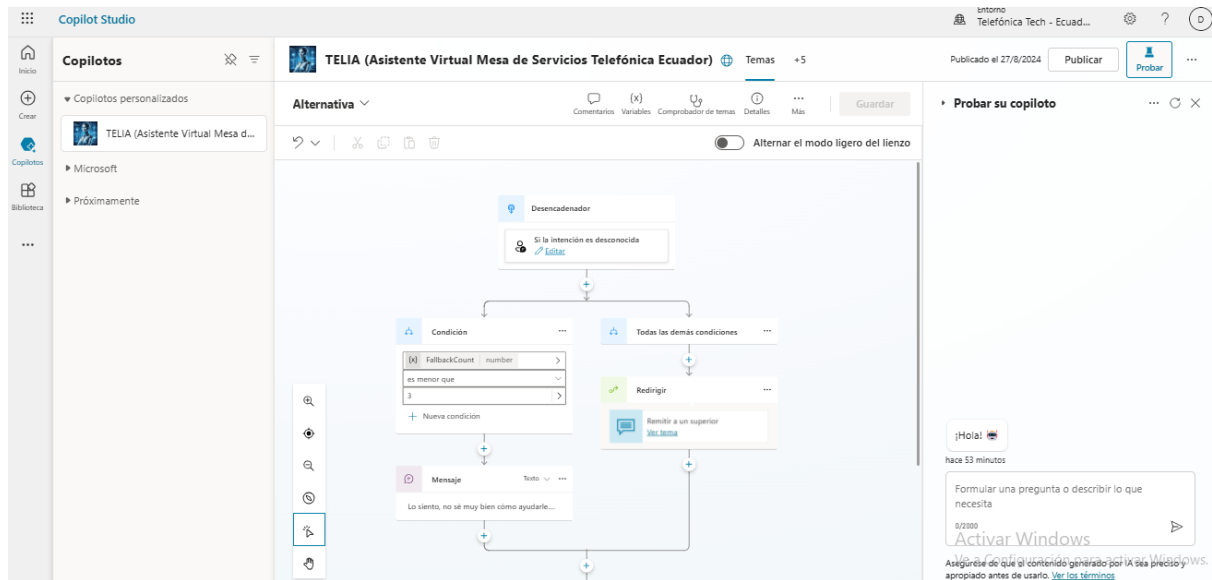 Copilot Studio
Entorno
Telefónica Tech - Ecuad...
D
Inicio
Crear
Copilotos
Biblioteca
Copilotos
Copilotos personalizados
TELIA (Asistente Virtual Mesa d...
Microsoft
Próximamente
TELIA (Asistente Virtual Mesa de Servicios Telefónica Ecuador)
Temas
+5
Publicado el 27/8/2024
Publicar
Probar
Alternativa
Comentarios
Variables
Comprobador de temas
Detalles
Más
Guardar
Alternar el modo ligero del lienzo
Desencadenador
Si la intención es desconocida
Editar
Condición
{x} FallbackCount number
es menor que
3
Nueva condición
Mensaje
Texto
Lo siento, no sé muy bien cómo ayudarle...
Todas las demás condiciones
Redirigir
Remitir a un superior
Ver tema
Probar su copiloto
¡Hola!
hace 53 minutos
Formular una pregunta o describir lo que
necesita
0/2000
Activar Windows
Ve a Configuración para activar Windows.
Asegúrese de que el contenido generado por IA sea preciso y
apropiado antes de usarlo. Ver los términos